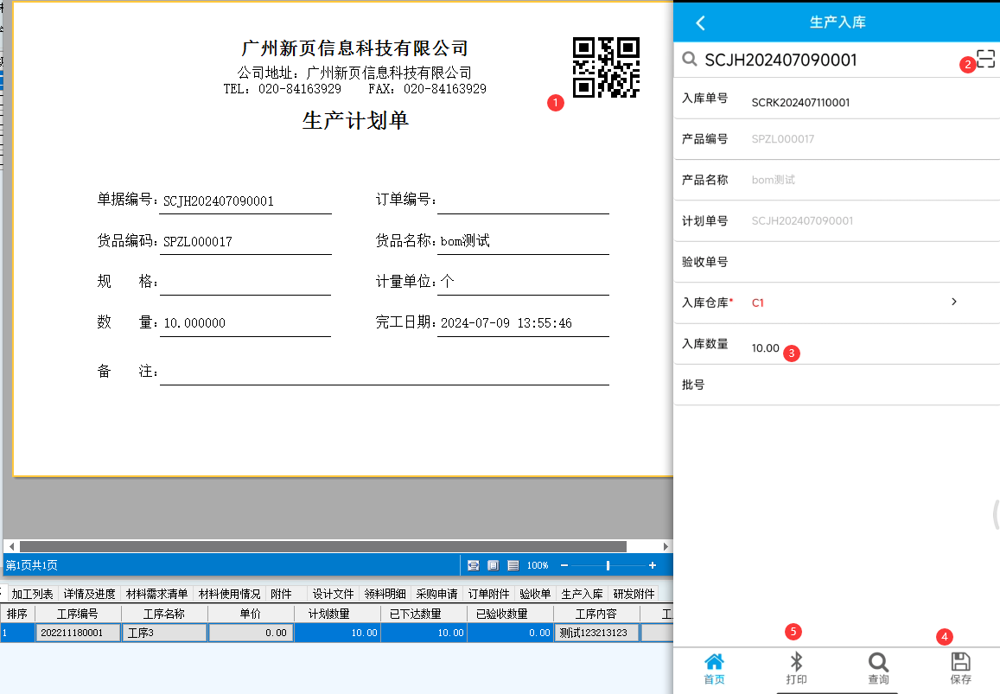 广州新页信息科技有限公司
公司地址：广州新页信息科技有限公司
TEL：020-84163929 FAX：020-84163929
1
生产计划单
单据编号：SCJH202407090001 订单编号：
货品编码：SPZL000017 货品名称：bom测试
规 格： 计量单位：个
数 量：10.000000 完工日期：2024-07-09 13:55:46
备 注：
第1页共1页 100%
加工列表 详情及进度 材料需求清单 材料使用情况 附件 设计文件 领料明细 采购申请 订单附件 验收单 生产入库 研发附件
排序 工序编号 工序名称 单价 计划数量 已下达数量 已验收数量 工序内容 工
1 202211180001 工序3 0.00 10.00 10.00 0.00 测试123213123
生产入库
SCJH202407090001 2
入库单号 SCRK202407110001
产品编号 SPZL000017
产品名称 bom测试
计划单号 SCJH202407090001
验收单号
入库仓库* C1
入库数量 10.00 3
批号
5 4
首页 打印 查询 保存